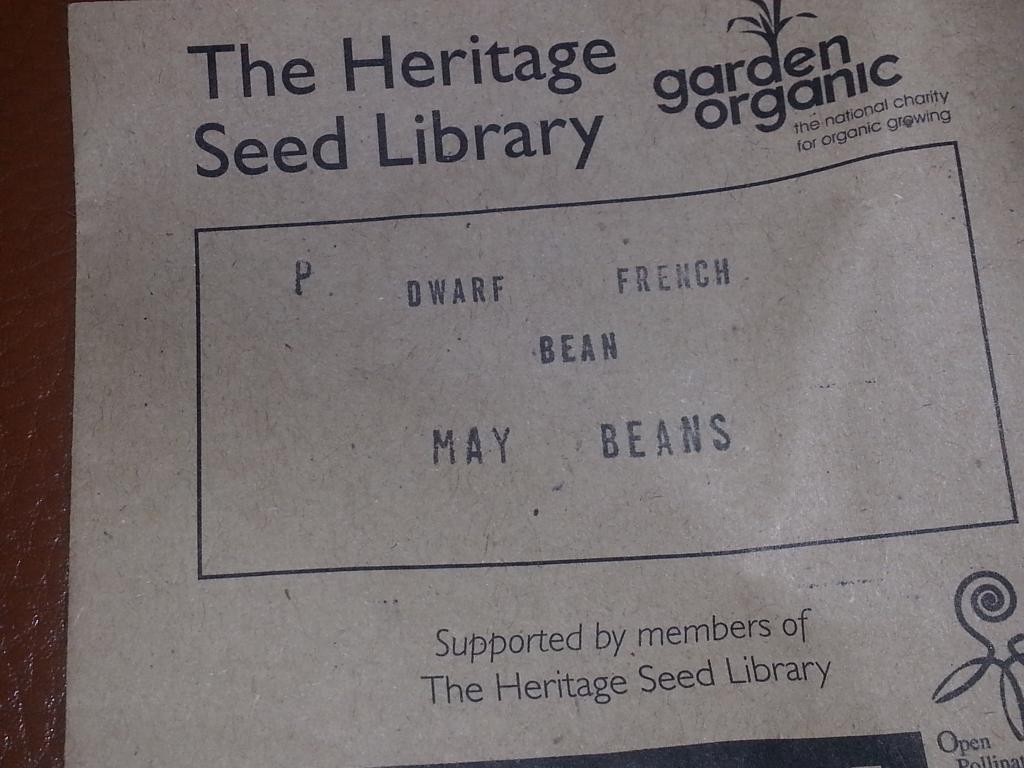 The Heritage
Seed Library
garden
organic
the national charity
for organic growing
P DWARF FRENCH
BEAN
MAY BEANS
Supported by members of
The Heritage Seed Library
Open